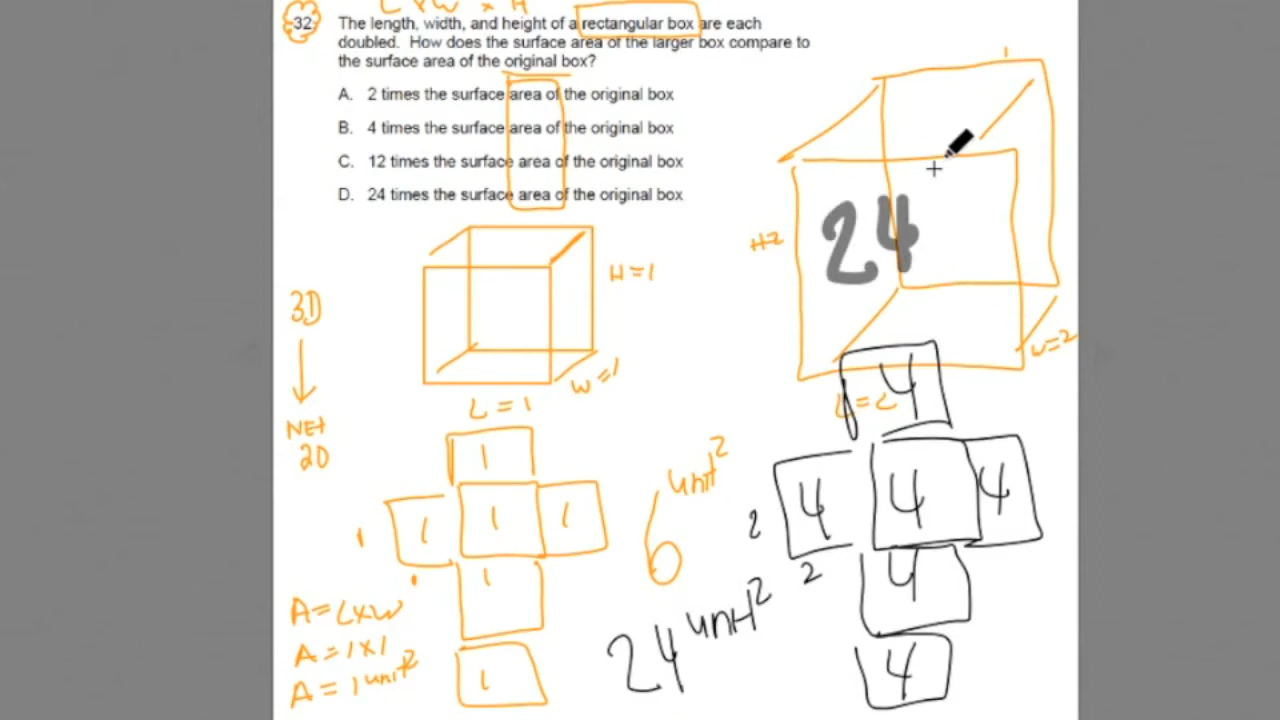 L x W x H
32. The length, width, and height of a rectangular box are each
doubled. How does the surface area of the larger box compare to
the surface area of the original box?
A. 2 times the surface area of the original box
B. 4 times the surface area of the original box
C. 12 times the surface area of the original box
D. 24 times the surface area of the original box
1
H=2
24
H=1
W=1
L=1
W=2
L=2
3D
NET
2D
1
1 1 1
1
1
1
1
6 unit²
A=LXW
A=1X1
A=1 unit²
4
4 4 4
4
4
2
2
24 unit²